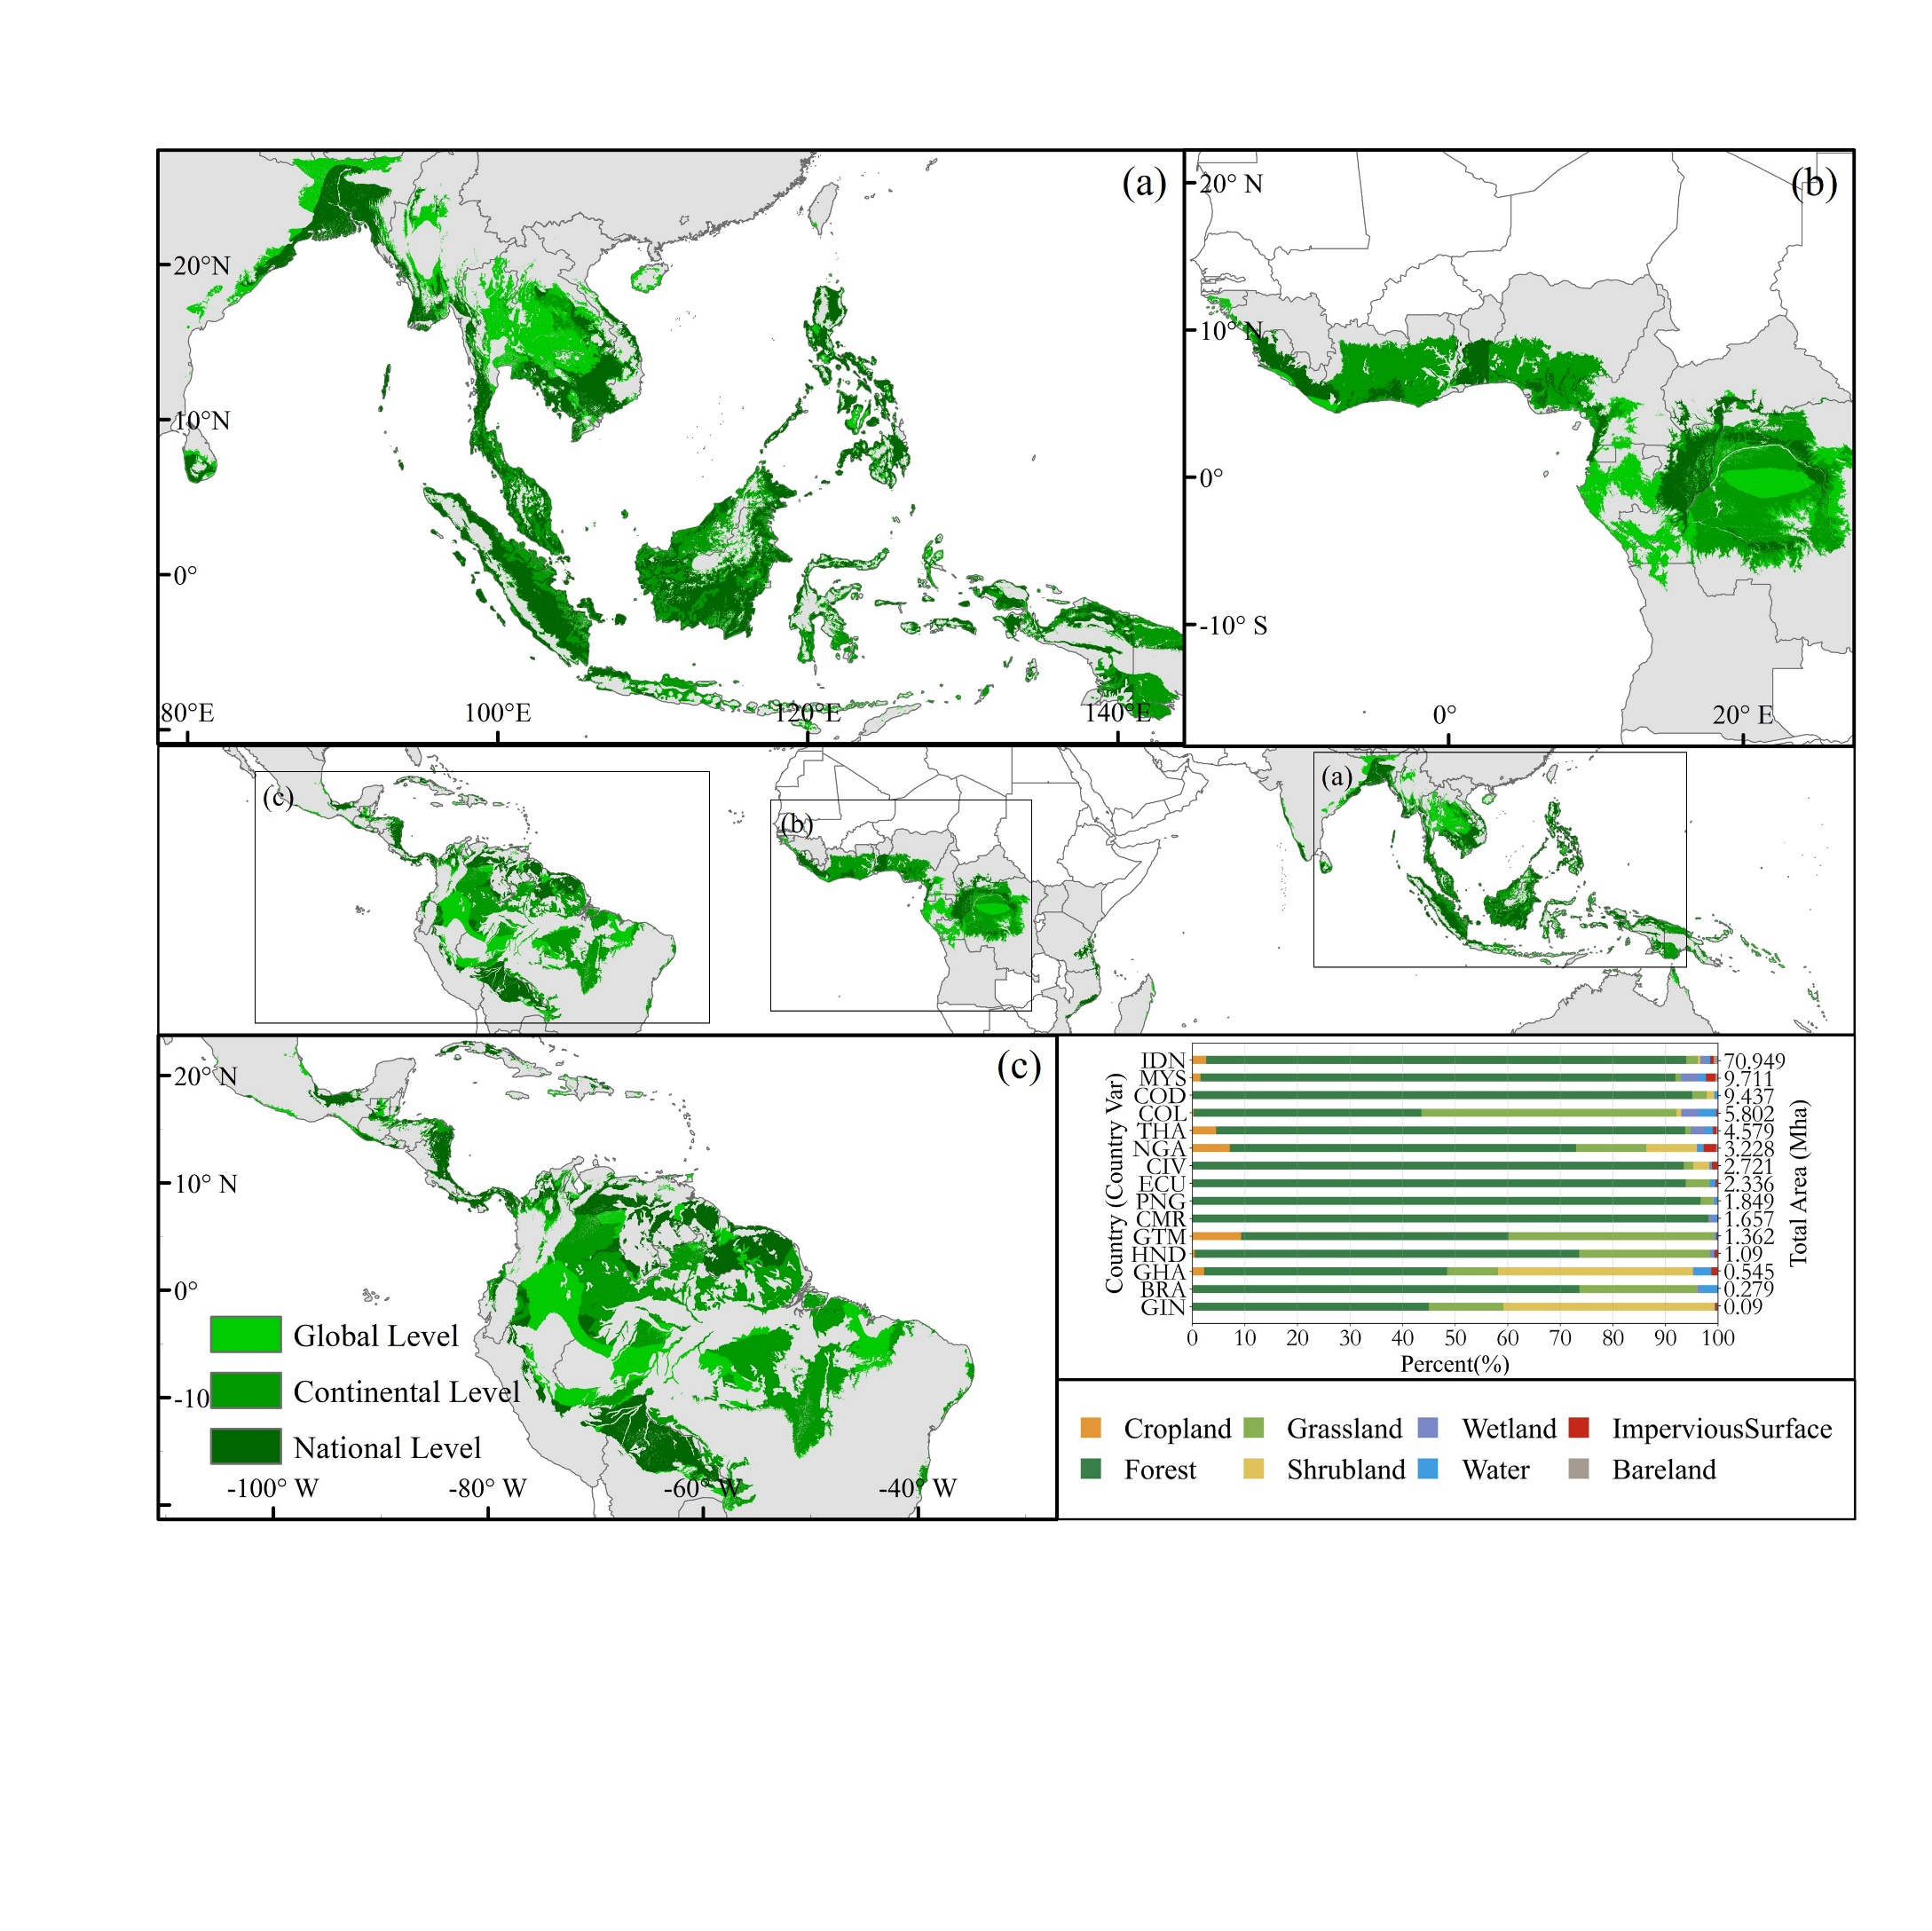 (a)
20°N
10°N
0°
80°E
100°E
120°E
140°E
(b)
20° N
10° N
0°
-10° S
0°
20° E
(c)
(b)
(a)
(c)
20° N
10° N
0°
-10
Global Level
Continental Level
National Level
-100° W
-80° W
-60° W
-40° W
Country (Country Var)
IDN 70.949
MYS 9.711
COD 9.437
COL 5.802
THA 4.579
NGA 3.228
CIV 2.721
ECU 2.336
PNG 1.849
CMR 1.657
GTM 1.362
HND 1.09
GHA 0.545
BRA 0.279
GIN 0.09
Total Area (Mha)
0 10 20 30 40 50 60 70 80 90 100
Percent(%)
Cropland Grassland Wetland ImperviousSurface
Forest Shrubland Water Bareland